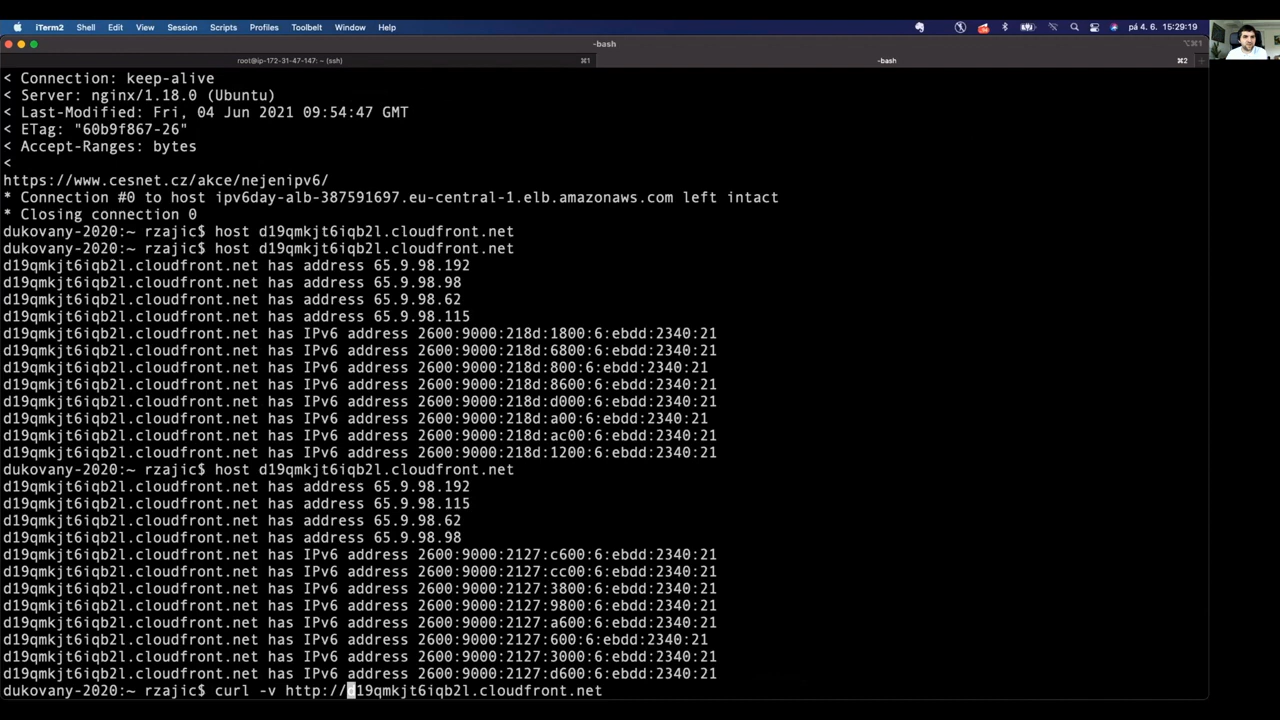 iTerm2 Shell Edit View Session Scripts Profiles Toolbelt Window Help pá 4. 6. 15:29:19
-bash ⌥⌘1
root@ip-172-31-47-147: ~ (ssh) ⌘1 -bash ⌘2
< Connection: keep-alive
< Server: nginx/1.18.0 (Ubuntu)
< Last-Modified: Fri, 04 Jun 2021 09:54:47 GMT
< ETag: "60b9f867-26"
< Accept-Ranges: bytes
<
https://www.cesnet.cz/akce/nejenipv6/
* Connection #0 to host ipv6day-alb-387591697.eu-central-1.elb.amazonaws.com left intact
* Closing connection 0
dukovany-2020:~ rzajic$ host d19qmkjt6iqb2l.cloudfront.net
dukovany-2020:~ rzajic$ host d19qmkjt6iqb2l.cloudfront.net
d19qmkjt6iqb2l.cloudfront.net has address 65.9.98.192
d19qmkjt6iqb2l.cloudfront.net has address 65.9.98.98
d19qmkjt6iqb2l.cloudfront.net has address 65.9.98.62
d19qmkjt6iqb2l.cloudfront.net has address 65.9.98.115
d19qmkjt6iqb2l.cloudfront.net has IPv6 address 2600:9000:218d:1800:6:ebdd:2340:21
d19qmkjt6iqb2l.cloudfront.net has IPv6 address 2600:9000:218d:6800:6:ebdd:2340:21
d19qmkjt6iqb2l.cloudfront.net has IPv6 address 2600:9000:218d:800:6:ebdd:2340:21
d19qmkjt6iqb2l.cloudfront.net has IPv6 address 2600:9000:218d:8600:6:ebdd:2340:21
d19qmkjt6iqb2l.cloudfront.net has IPv6 address 2600:9000:218d:d000:6:ebdd:2340:21
d19qmkjt6iqb2l.cloudfront.net has IPv6 address 2600:9000:218d:a00:6:ebdd:2340:21
d19qmkjt6iqb2l.cloudfront.net has IPv6 address 2600:9000:218d:ac00:6:ebdd:2340:21
d19qmkjt6iqb2l.cloudfront.net has IPv6 address 2600:9000:218d:1200:6:ebdd:2340:21
dukovany-2020:~ rzajic$ host d19qmkjt6iqb2l.cloudfront.net
d19qmkjt6iqb2l.cloudfront.net has address 65.9.98.192
d19qmkjt6iqb2l.cloudfront.net has address 65.9.98.115
d19qmkjt6iqb2l.cloudfront.net has address 65.9.98.62
d19qmkjt6iqb2l.cloudfront.net has address 65.9.98.98
d19qmkjt6iqb2l.cloudfront.net has IPv6 address 2600:9000:2127:c600:6:ebdd:2340:21
d19qmkjt6iqb2l.cloudfront.net has IPv6 address 2600:9000:2127:cc00:6:ebdd:2340:21
d19qmkjt6iqb2l.cloudfront.net has IPv6 address 2600:9000:2127:3800:6:ebdd:2340:21
d19qmkjt6iqb2l.cloudfront.net has IPv6 address 2600:9000:2127:9800:6:ebdd:2340:21
d19qmkjt6iqb2l.cloudfront.net has IPv6 address 2600:9000:2127:a600:6:ebdd:2340:21
d19qmkjt6iqb2l.cloudfront.net has IPv6 address 2600:9000:2127:600:6:ebdd:2340:21
d19qmkjt6iqb2l.cloudfront.net has IPv6 address 2600:9000:2127:3000:6:ebdd:2340:21
d19qmkjt6iqb2l.cloudfront.net has IPv6 address 2600:9000:2127:d600:6:ebdd:2340:21
dukovany-2020:~ rzajic$ curl -v http://d19qmkjt6iqb2l.cloudfront.net